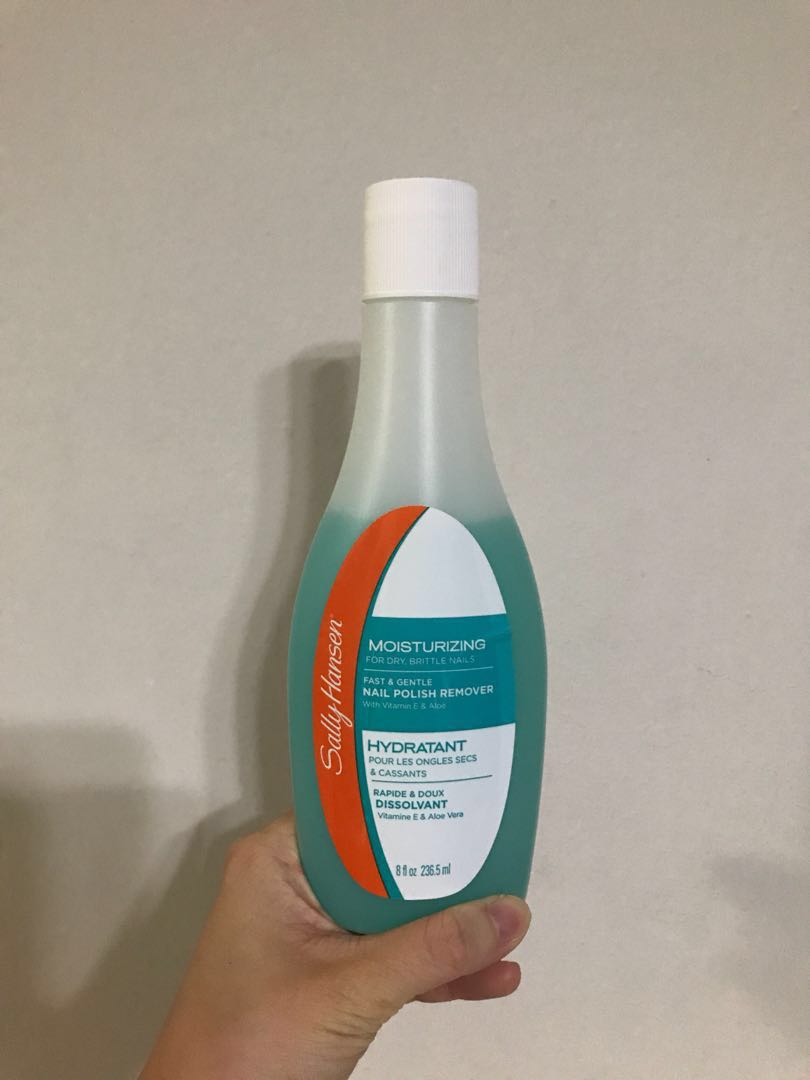 Sally Hansen
MOISTURIZING
FOR DRY, BRITTLE NAILS
FAST & GENTLE
NAIL POLISH REMOVER
With Vitamin E & Aloe
HYDRATANT
POUR LES ONGLES SECS
& CASSANTS
RAPIDE & DOUX
DISSOLVANT
Vitamine E & Aloe Vera
8 fl oz 236.5 ml